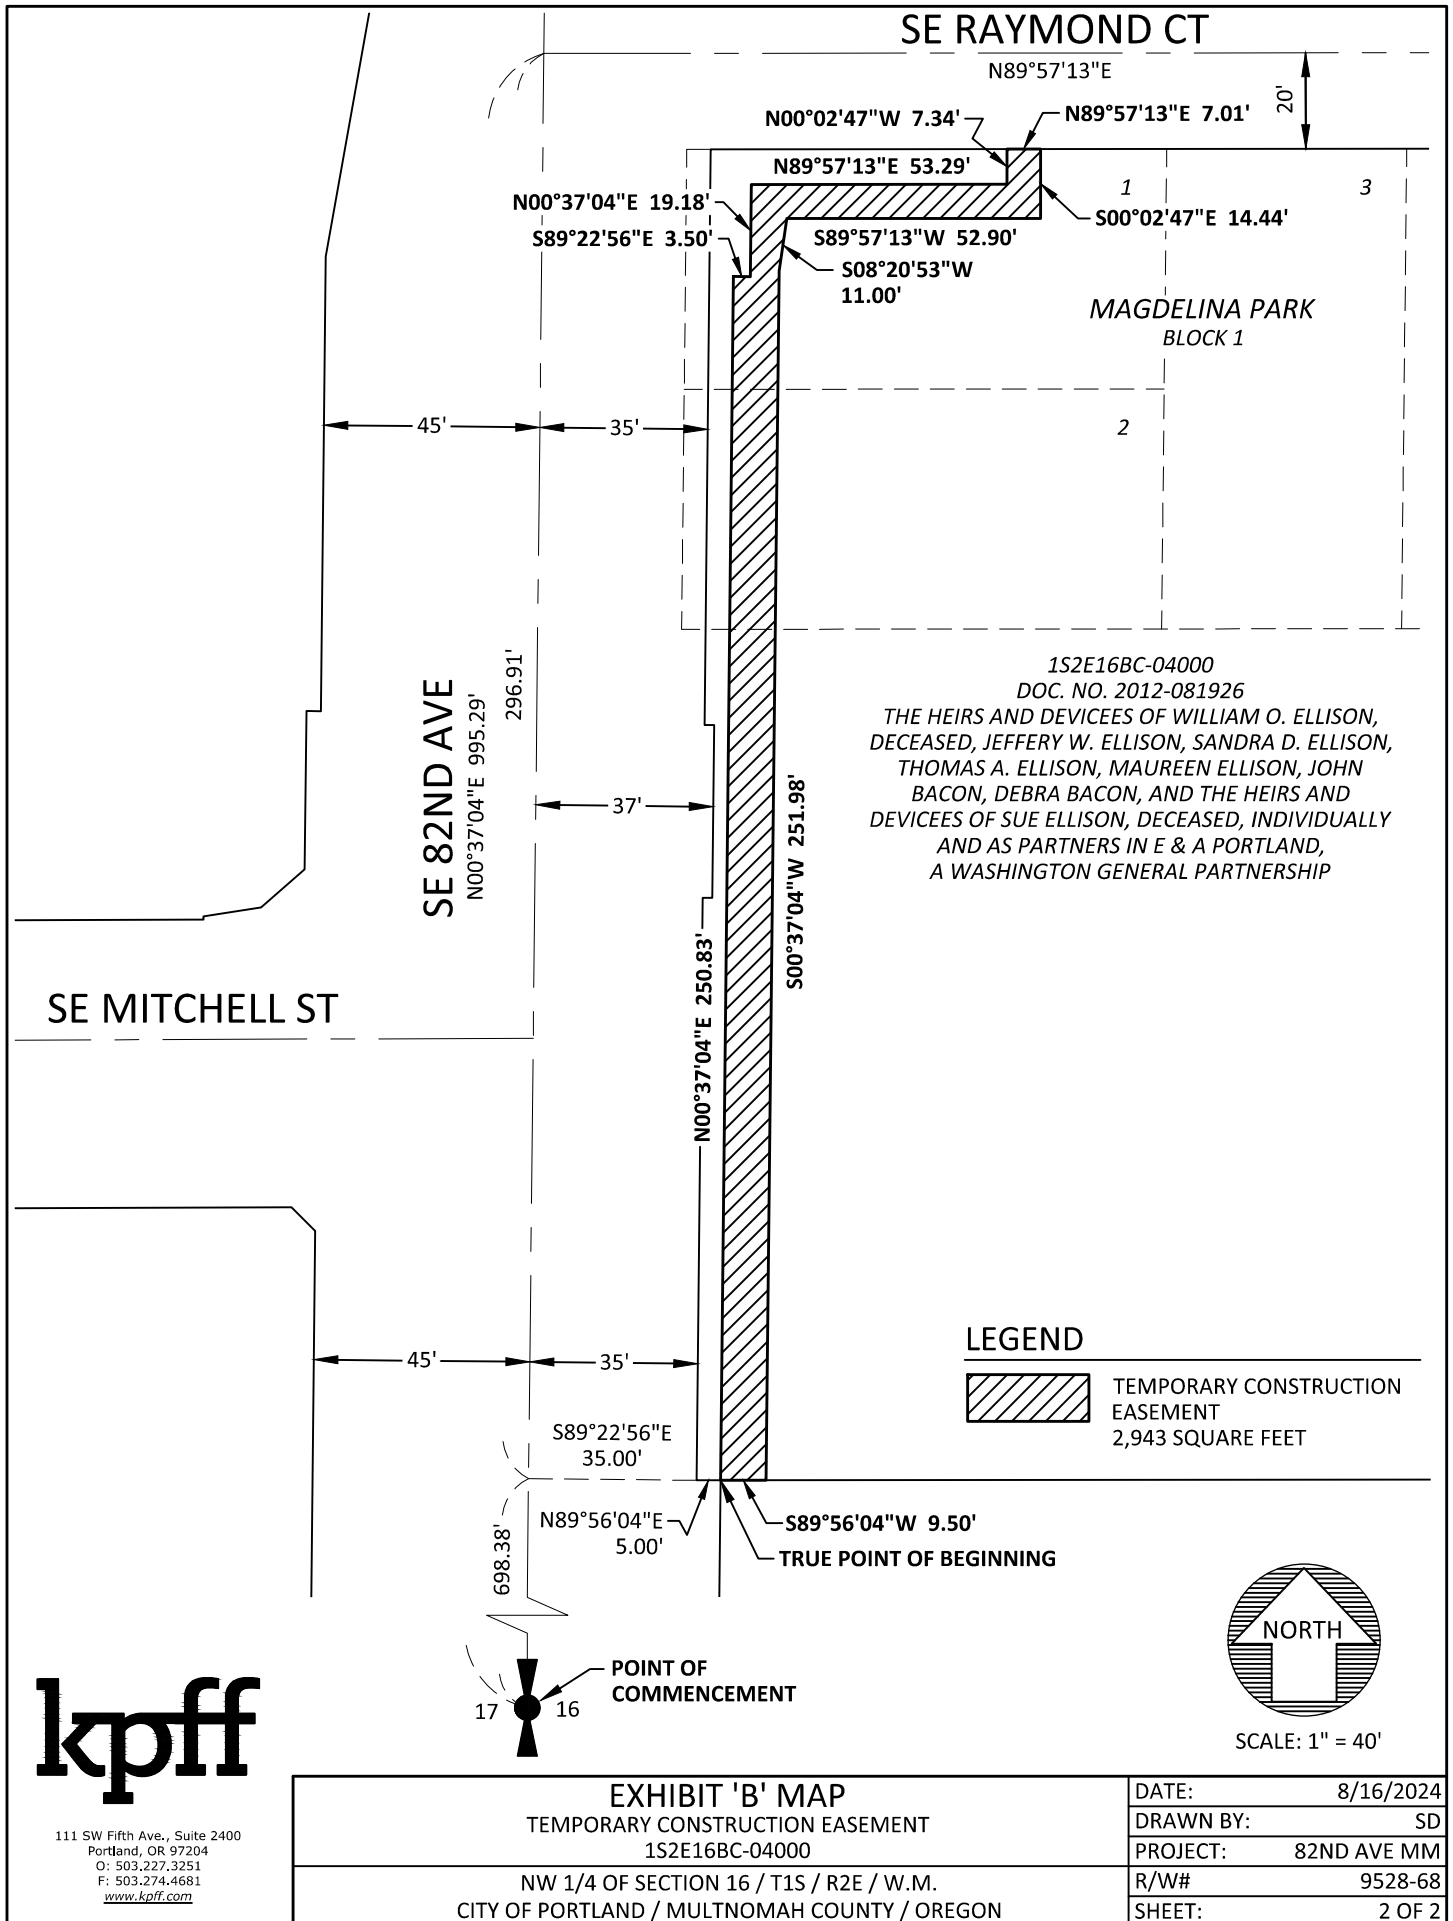 SE RAYMOND CT
N89°57'13"E
20'
N00°02'47"W 7.34'
N89°57'13"E 7.01'
N89°57'13"E 53.29'
1
3
N00°37'04"E 19.18'
S00°02'47"E 14.44'
S89°22'56"E 3.50'
S89°57'13"W 52.90'
S08°20'53"W
11.00'
MAGDELINA PARK
BLOCK 1
45'
35'
2
SE 82ND AVE
N00°37'04"E 995.29'
296.91'
1S2E16BC-04000
DOC. NO. 2012-081926
THE HEIRS AND DEVICEES OF WILLIAM O. ELLISON,
DECEASED, JEFFERY W. ELLISON, SANDRA D. ELLISON,
THOMAS A. ELLISON, MAUREEN ELLISON, JOHN
BACON, DEBRA BACON, AND THE HEIRS AND
DEVICEES OF SUE ELLISON, DECEASED, INDIVIDUALLY
AND AS PARTNERS IN E & A PORTLAND,
A WASHINGTON GENERAL PARTNERSHIP
37'
S00°37'04"W 251.98'
N00°37'04"E 250.83'
SE MITCHELL ST
LEGEND
TEMPORARY CONSTRUCTION
EASEMENT
2,943 SQUARE FEET
45'
35'
S89°22'56"E
35.00'
N89°56'04"E
5.00'
S89°56'04"W 9.50'
TRUE POINT OF BEGINNING
698.38'
POINT OF
COMMENCEMENT
17
16
NORTH
SCALE: 1" = 40'
kpff
111 SW Fifth Ave., Suite 2400
Portland, OR 97204
O: 503.227.3251
F: 503.274.4681
www.kpff.com
EXHIBIT 'B' MAP
TEMPORARY CONSTRUCTION EASEMENT
1S2E16BC-04000
NW 1/4 OF SECTION 16 / T1S / R2E / W.M.
CITY OF PORTLAND / MULTNOMAH COUNTY / OREGON
DATE: 8/16/2024
DRAWN BY: SD
PROJECT: 82ND AVE MM
R/W# 9528-68
SHEET: 2 OF 2